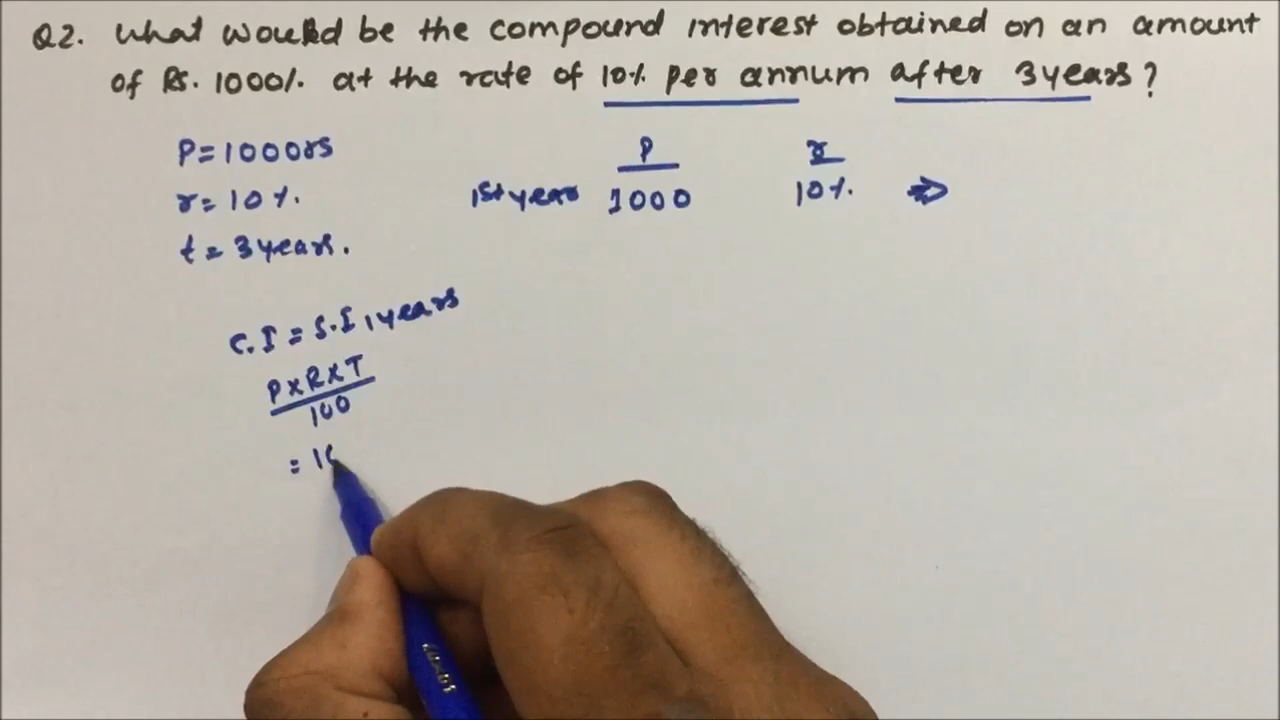 Q2. What would be the compound interest obtained on an amount
of Rs. 1000/. at the rate of 10% per annum after 3 years?
P = 1000 rs
r = 10 %.
t = 3 years.
P r
1st year 1000 10%. ⇒
C.I = S.I 1 years
P x R x T
100
= 10